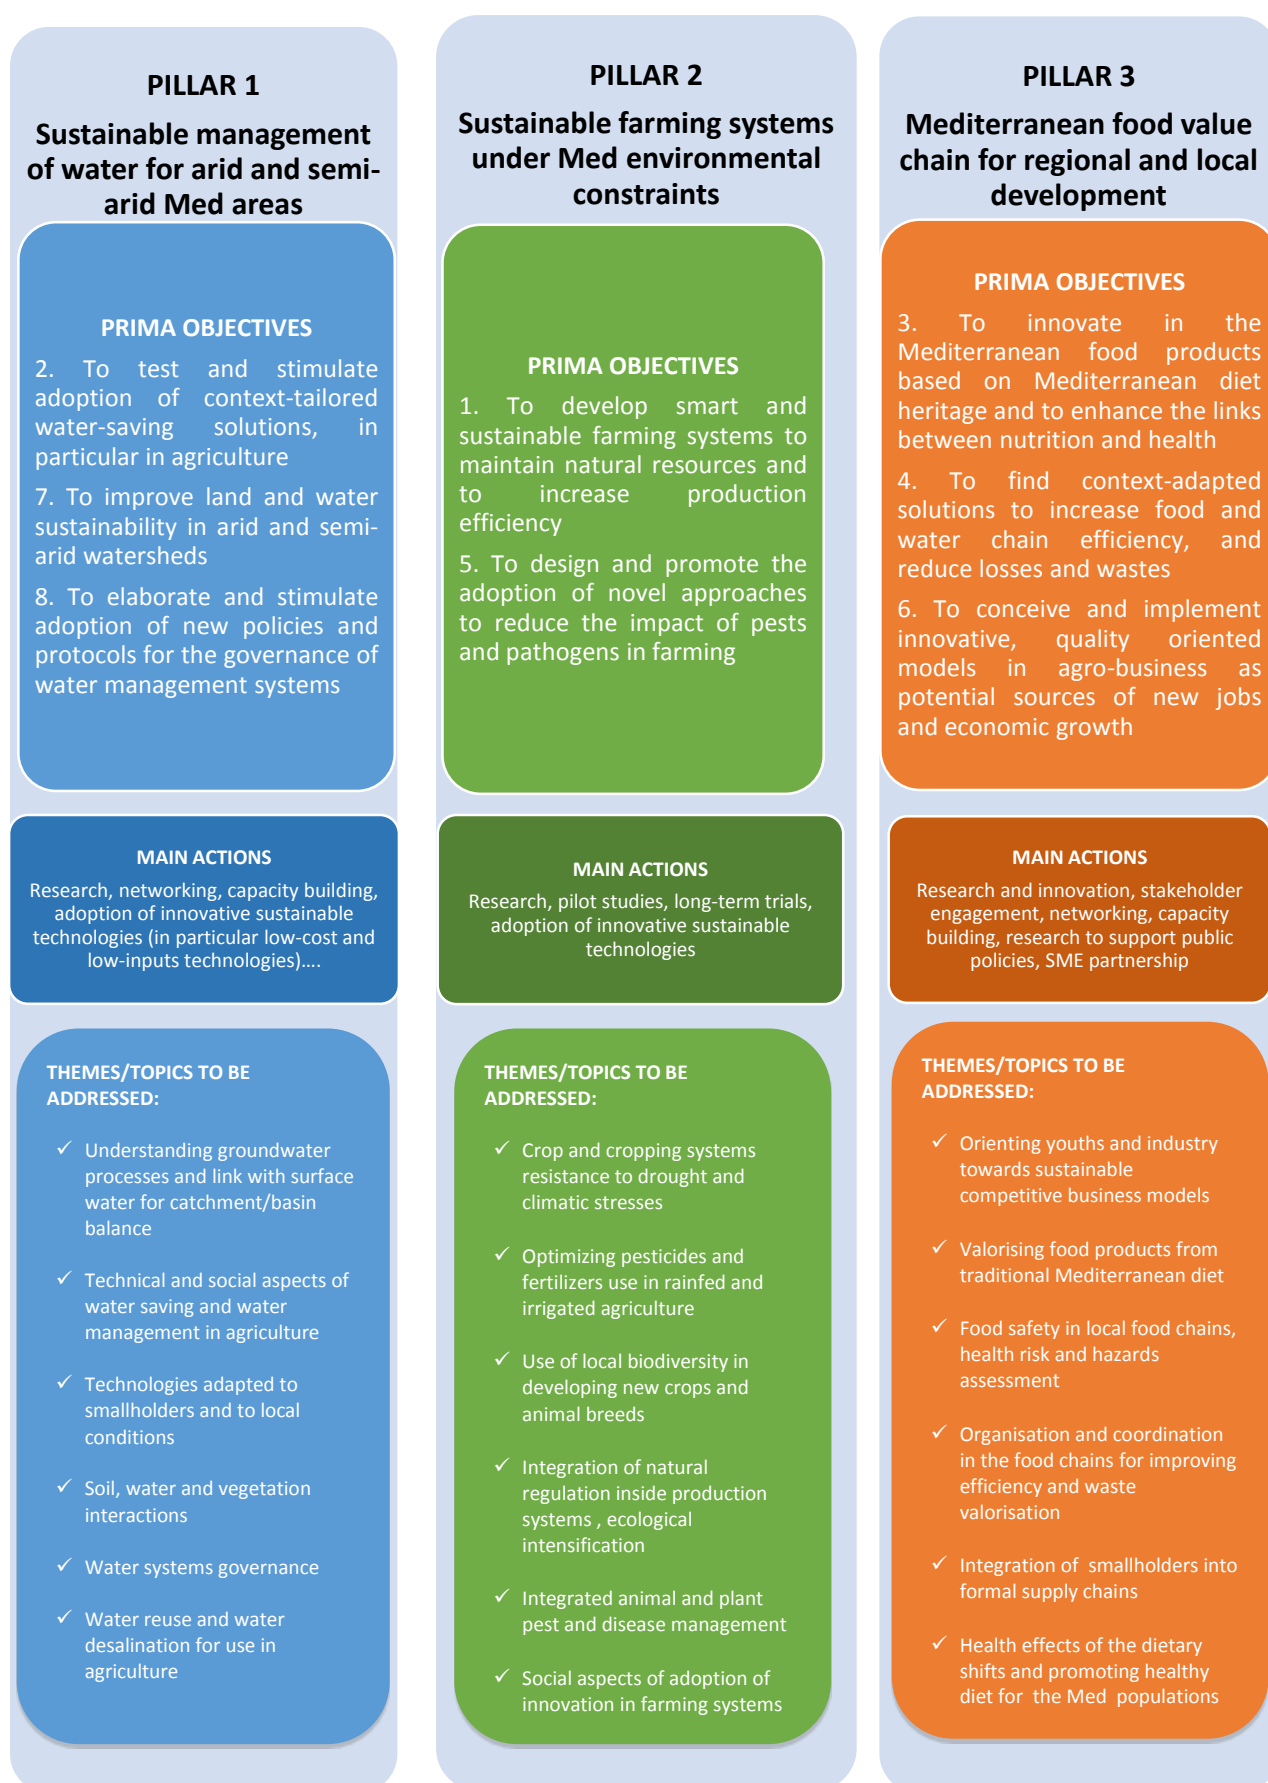 PILLAR 1
Sustainable management
of water for arid and semi-
arid Med areas
PRIMA OBJECTIVES
2. To test and stimulate
adoption of context-tailored
water-saving solutions, in
particular in agriculture
7. To improve land and water
sustainability in arid and semi-
arid watersheds
8. To elaborate and stimulate
adoption of new policies and
protocols for the governance of
water management systems
MAIN ACTIONS
Research, networking, capacity building,
adoption of innovative sustainable
technologies (in particular low-cost and
low-inputs technologies)....
THEMES/TOPICS TO BE
ADDRESSED:
✓ Understanding groundwater
processes and link with surface
water for catchment/basin
balance
✓ Technical and social aspects of
water saving and water
management in agriculture
✓ Technologies adapted to
smallholders and to local
conditions
✓ Soil, water and vegetation
interactions
✓ Water systems governance
✓ Water reuse and water
desalination for use in
agriculture
PILLAR 2
Sustainable farming systems
under Med environmental
constraints
PRIMA OBJECTIVES
1. To develop smart and
sustainable farming systems to
maintain natural resources and
to increase production
efficiency
5. To design and promote the
adoption of novel approaches
to reduce the impact of pests
and pathogens in farming
MAIN ACTIONS
Research, pilot studies, long-term trials,
adoption of innovative sustainable
technologies
THEMES/TOPICS TO BE
ADDRESSED:
✓ Crop and cropping systems
resistance to drought and
climatic stresses
✓ Optimizing pesticides and
fertilizers use in rainfed and
irrigated agriculture
✓ Use of local biodiversity in
developing new crops and
animal breeds
✓ Integration of natural
regulation inside production
systems , ecological
intensification
✓ Integrated animal and plant
pest and disease management
✓ Social aspects of adoption of
innovation in farming systems
PILLAR 3
Mediterranean food value
chain for regional and local
development
PRIMA OBJECTIVES
3. To innovate in the
Mediterranean food products
based on Mediterranean diet
heritage and to enhance the links
between nutrition and health
4. To find context-adapted
solutions to increase food and
water chain efficiency, and
reduce losses and wastes
6. To conceive and implement
innovative, quality oriented
models in agro-business as
potential sources of new jobs
and economic growth
MAIN ACTIONS
Research and innovation, stakeholder
engagement, networking, capacity
building, research to support public
policies, SME partnership
THEMES/TOPICS TO BE
ADDRESSED:
✓ Orienting youths and industry
towards sustainable
competitive business models
✓ Valorising food products from
traditional Mediterranean diet
✓ Food safety in local food chains,
health risk and hazards
assessment
✓ Organisation and coordination
in the food chains for improving
efficiency and waste
valorisation
✓ Integration of smallholders into
formal supply chains
✓ Health effects of the dietary
shifts and promoting healthy
diet for the Med populations